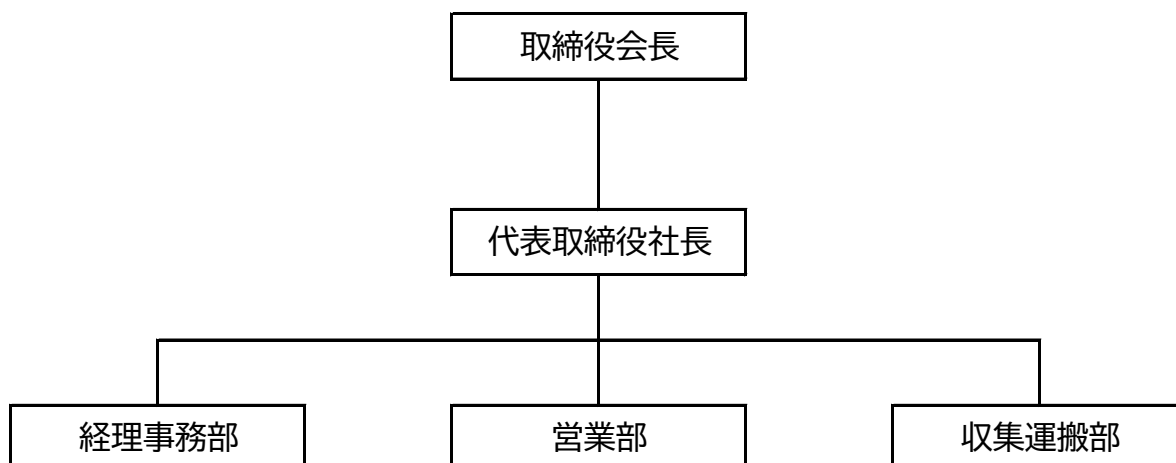 取締役会長
代表取締役社長
経理事務部
営業部
収集運搬部